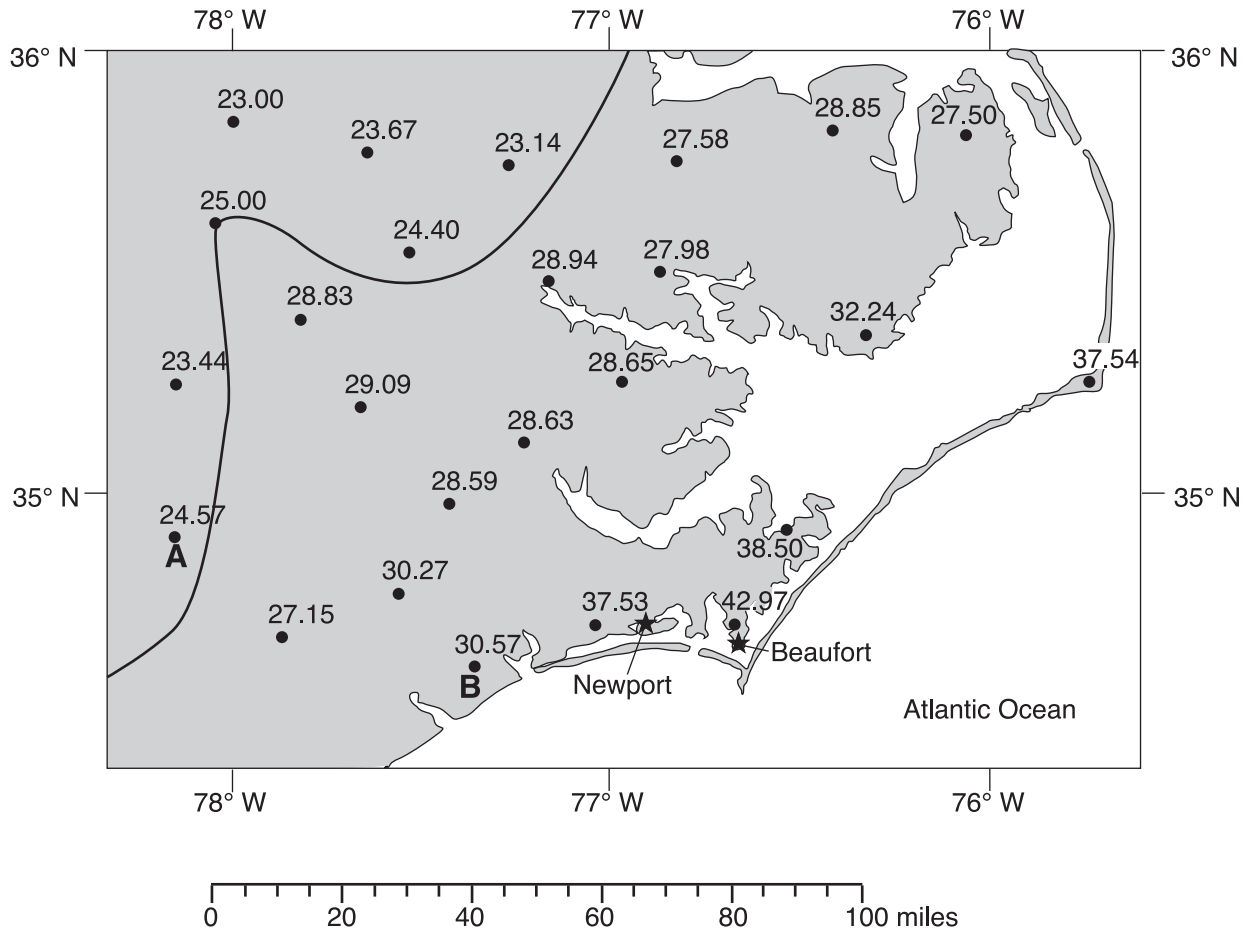 78° W 77° W 76° W
36° N 36° N
23.00
23.67
23.14
27.58
28.85
27.50
25.00
24.40
28.94
27.98
28.83
32.24
23.44
28.65
37.54
29.09
28.63
28.59
35° N 35° N
24.57
A
38.50
30.27
27.15
37.53
42.97
30.57
B
Beaufort
Newport
Atlantic Ocean
78° W 77° W 76° W
0 20 40 60 80 100 miles